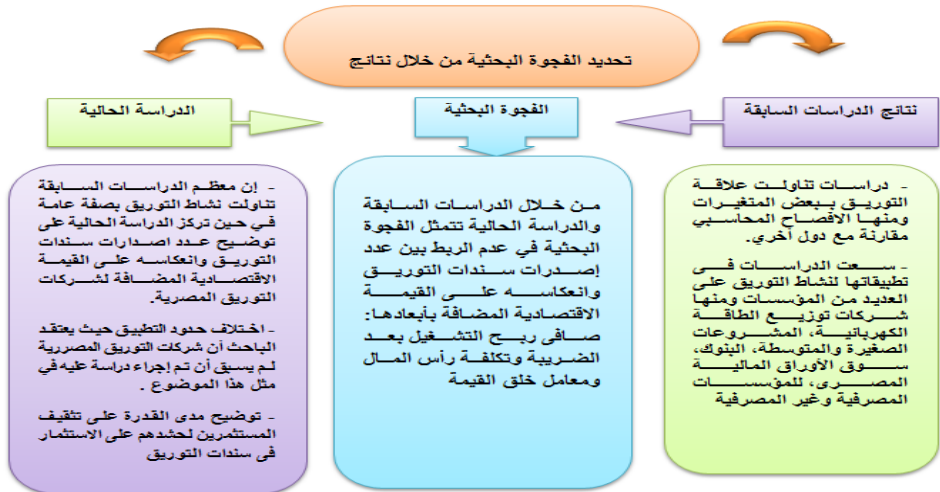 تحديد الفجوة البحثية من خلال نتائج
نتائج الدراسات السابقة
الفجوة البحثية
الدراسة الحالية
- دراسات تناولت علاقة
التوريق ببعض المتغيرات
ومنها الافصاح المحاسبي
مقارنة مع دول أخري.
- سعت الدراسات فى
تطبيقاتها لنشاط التوريق على
العديد من المؤسسات ومنها
شركات توزيع الطاقة
الكهربائية، المشروعات
الصغيرة والمتوسطة، البنوك،
سوق الأوراق المالية
المصرى، للمؤسسات
المصرفية وغير المصرفية
من خلال الدراسات السابقة
والدراسة الحالية تتمثل الفجوة
البحثية في عدم الربط بين عدد
إصدرات سندات التوريق
وانعكاسه على القيمة
الاقتصادية المضافة بأبعادها:
صافى ربح التشغيل بعد
الضريبة وتكلفة رأس المال
ومعامل خلق القيمة
- إن معظم الدراسات السابقة
تناولت نشاط التوريق بصفة عامة
في حين تركز الدراسة الحالية على
توضيح عدد اصدارات سندات
التوريق وانعكاسه على القيمة
الاقتصادية المضافة لشركات
التوريق المصرية.
- اختلاف حدود التطبيق حيث يعتقد
الباحث أن شركات التوريق المصررية
لم يسبق أن تم إجراء دراسة عليه في
مثل هذا الموضوع .
- توضيح مدى القدرة على تثقيف
المستثمرين لحشدهم على الاستثمار
فى سندات التوريق